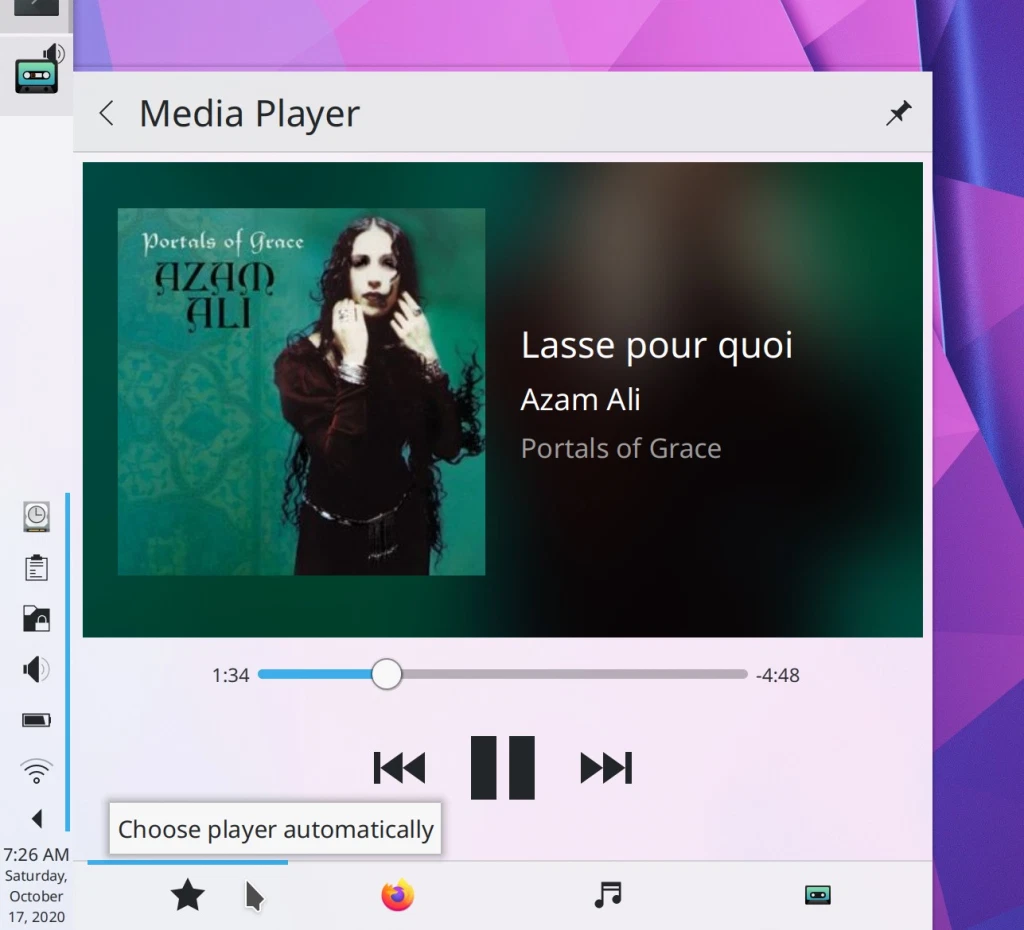 Media Player
Portals of Grace
AZAM
ALI
Lasse pour quoi
Azam Ali
Portals of Grace
1:34
-4:48
Choose player automatically
7:26 AM
Saturday,
October
17, 2020